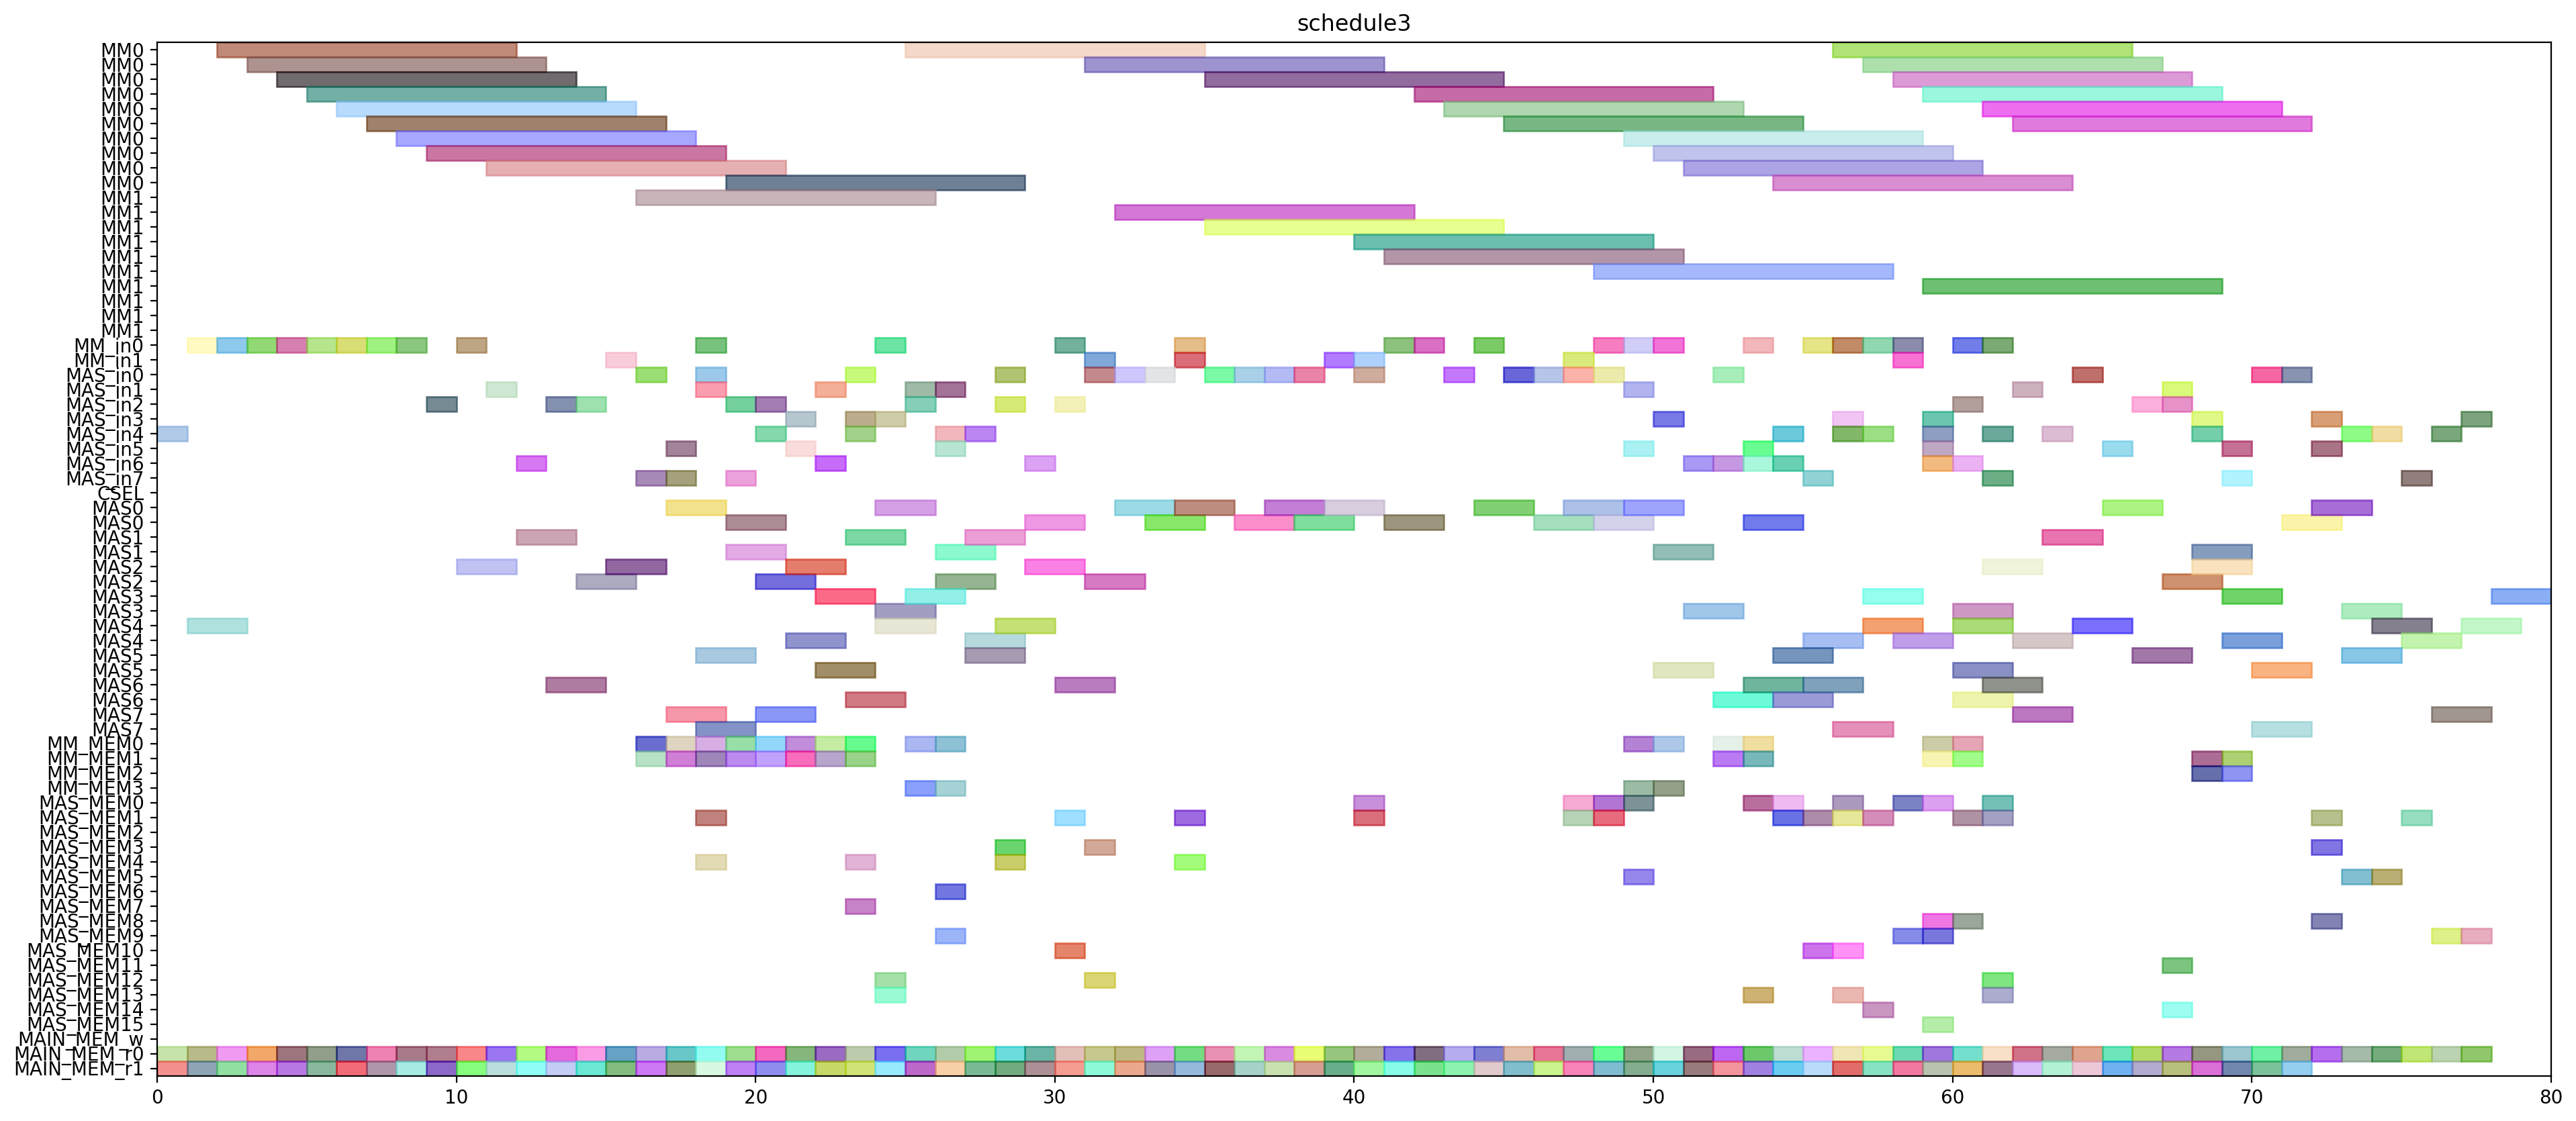 schedule3
MM0
MM0
MM0
MM0
MM0
MM0
MM0
MM0
MM0
MM0
MM1
MM1
MM1
MM1
MM1
MM1
MM1
MM1
MM1
MM1
MM_in0
MM_in1
MAS_in0
MAS_in1
MAS_in2
MAS_in3
MAS_in4
MAS_in5
MAS_in6
MAS_in7
CSEL
MAS0
MAS0
MAS1
MAS1
MAS2
MAS2
MAS3
MAS3
MAS4
MAS4
MAS5
MAS5
MAS6
MAS6
MAS7
MAS7
MM_MEM0
MM_MEM1
MM_MEM2
MM_MEM3
MAS_MEM0
MAS_MEM1
MAS_MEM2
MAS_MEM3
MAS_MEM4
MAS_MEM5
MAS_MEM6
MAS_MEM7
MAS_MEM8
MAS_MEM9
MAS_MEM10
MAS_MEM11
MAS_MEM12
MAS_MEM13
MAS_MEM14
MAS_MEM15
MAIN_MEM_w
MAIN_MEM_r0
MAIN_MEM_r1
0 10 20 30 40 50 60 70 80